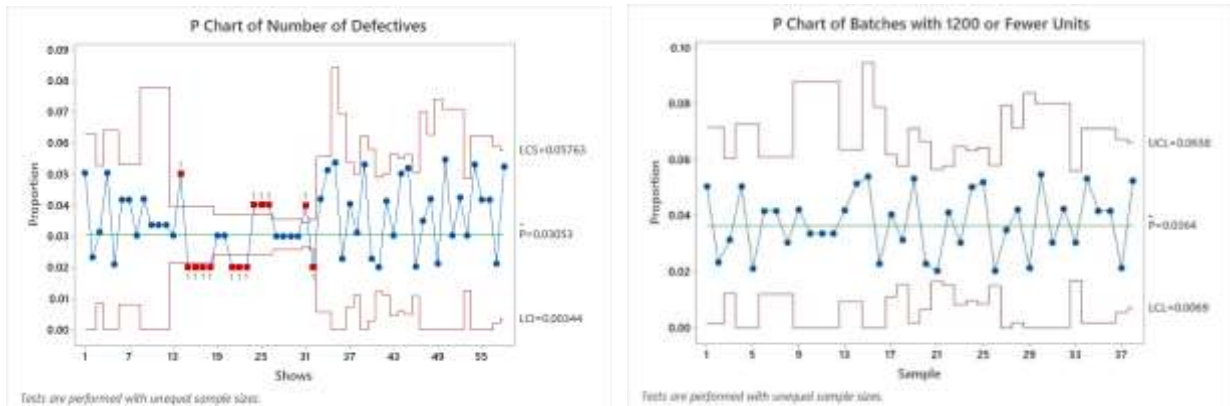 P Chart of Number of Defectives
0.09
0.08
0.07
0.06
0.05
0.04
0.03
0.02
0.01
0.00
Proportion
LCS=0.05763
P=0.03053
LCI=0.00344
1 7 13 19 25 31 37 43 49 55
Shows
Tests are performed with unequal sample sizes.
P Chart of Batches with 1200 or Fewer Units
0.10
0.08
0.06
0.04
0.02
0.00
Proportion
P=0.0364
LCL=0.0069
1 5 9 13 17 21 25 29 33 37
Sample
Tests are performed with unequal sample sizes.